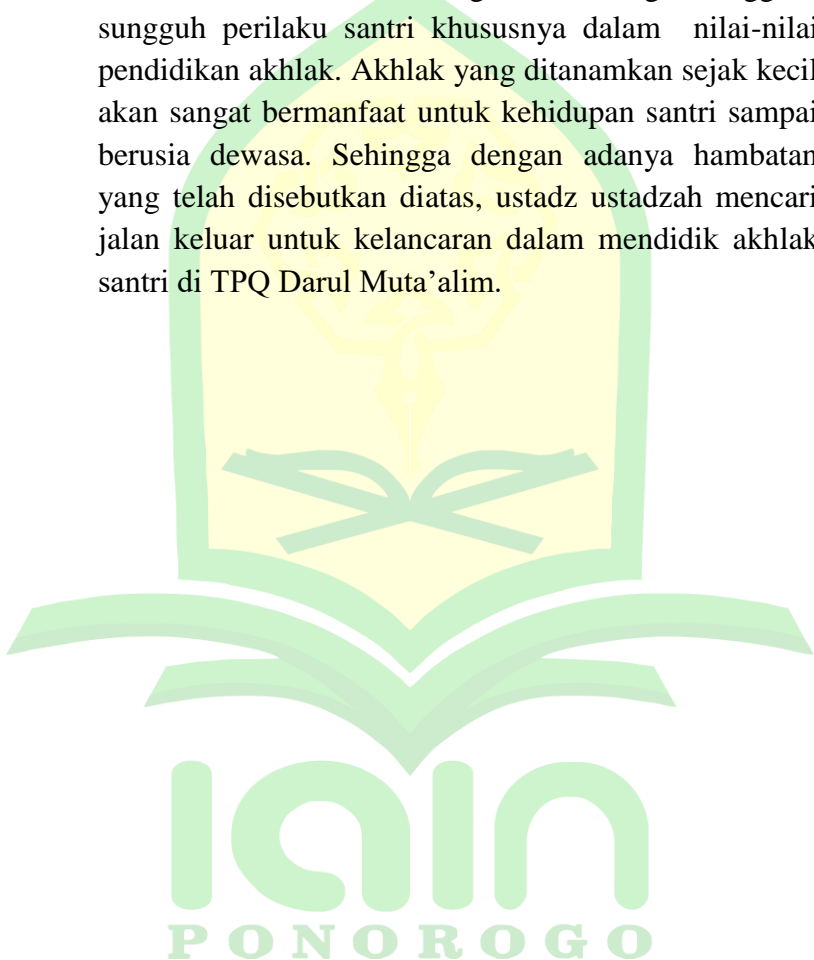 sungguh perilaku santri khususnya dalam nilai-nilai
pendidikan akhlak. Akhlak yang ditanamkan sejak kecil
akan sangat bermanfaat untuk kehidupan santri sampai
berusia dewasa. Sehingga dengan adanya hambatan
yang telah disebutkan diatas, ustadz ustadzah mencari
jalan keluar untuk kelancaran dalam mendidik akhlak
santri di TPQ Darul Muta’alim.
IAIN
PONOROGO